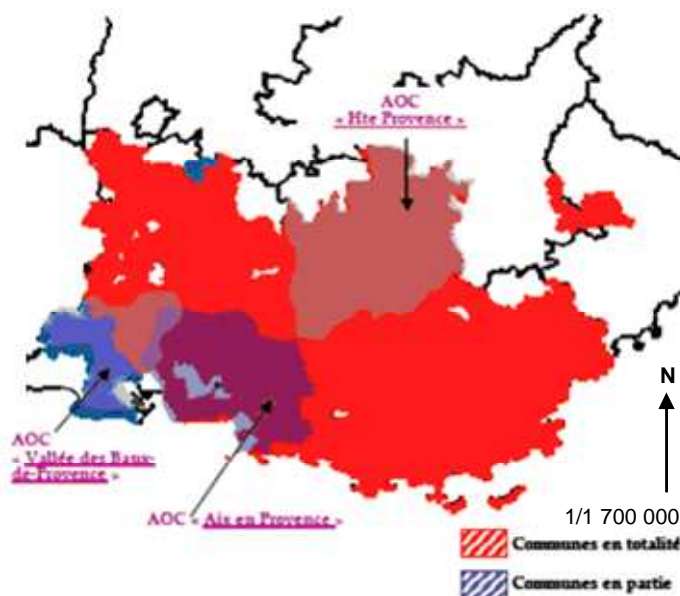 AOC
« Hte Provence »
AOC
« Vallée des Baux-
de-Provence »
AOC « Aix en Provence »
N
1/1 700 000
Communes en totalité
Communes en partie